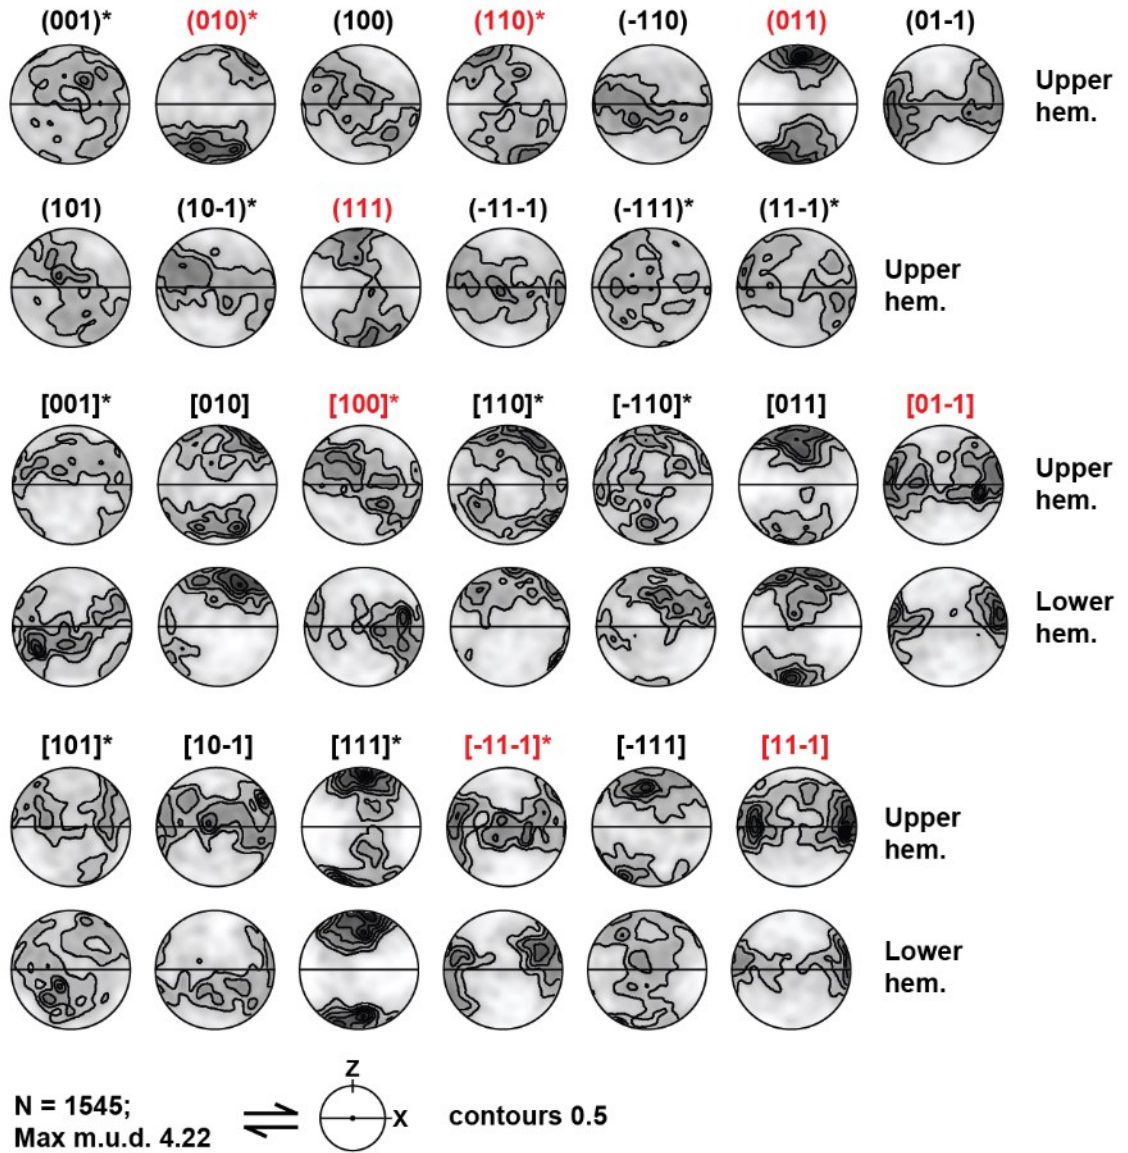 (001)* (010)* (100) (110)* (-110) (011) (01-1)
Upper
hem.
(101) (10-1)* (111) (-11-1) (-111)* (11-1)*
Upper
hem.
[001]* [010] [100]* [110]* [-110]* [011] [01-1]
Upper
hem.
Lower
hem.
[101]* [10-1] [111]* [-11-1]* [-111] [11-1]
Upper
hem.
Lower
hem.
Z
X
N = 1545;
Max m.u.d. 4.22
contours 0.5